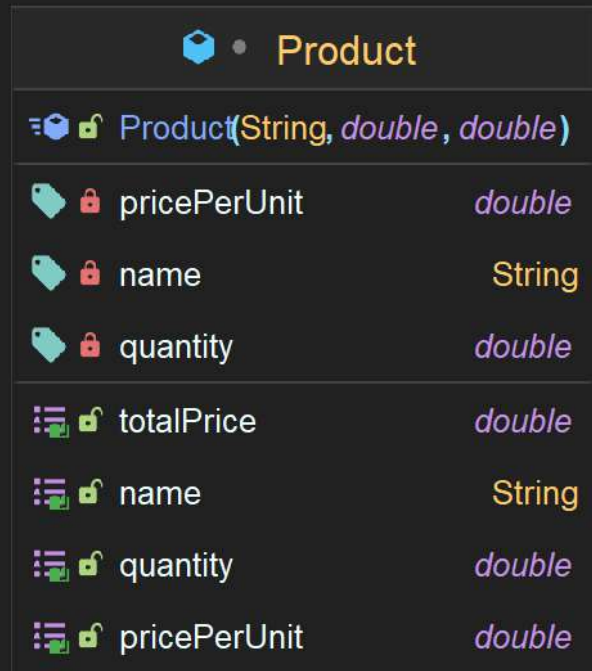 Product
Product(String, double, double)
pricePerUnit double
name String
quantity double
totalPrice double
name String
quantity double
pricePerUnit double